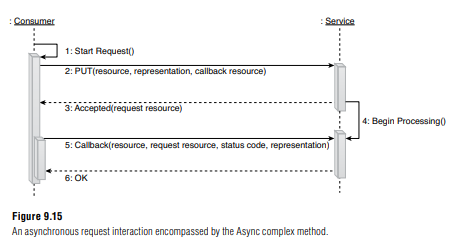 : Consumer
: Service
1: Start Request()
2: PUT(resource, representation, callback resource)
3: Accepted(request resource)
4: Begin Processing()
5: Callback(resource, request resource, status code, representation)
6: OK
Figure 9.15
An asynchronous request interaction encompassed by the Async complex method.